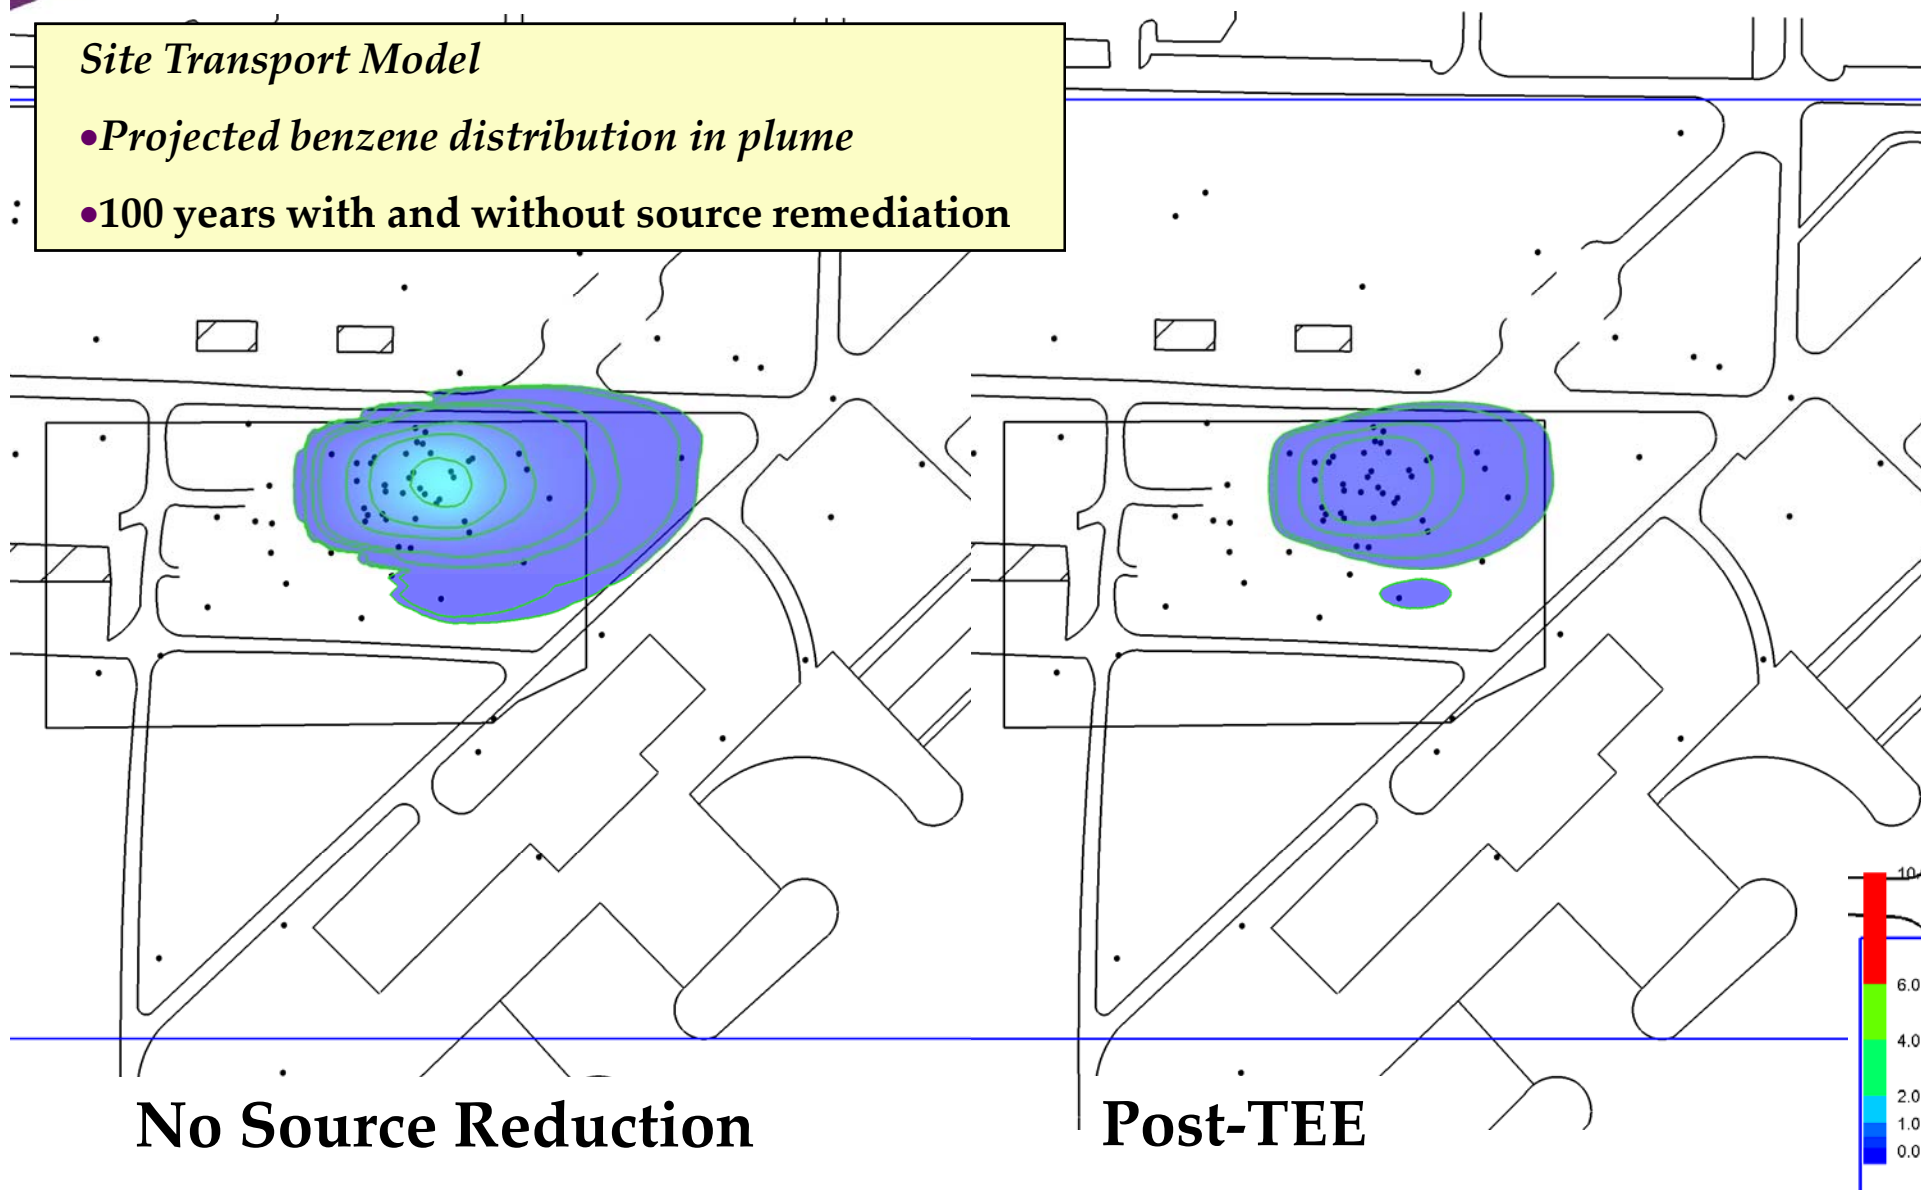 Site Transport Model
•Projected benzene distribution in plume
•100 years with and without source remediation
6.0
4.0
2.0
1.0
0.0
No Source Reduction
Post-TEE